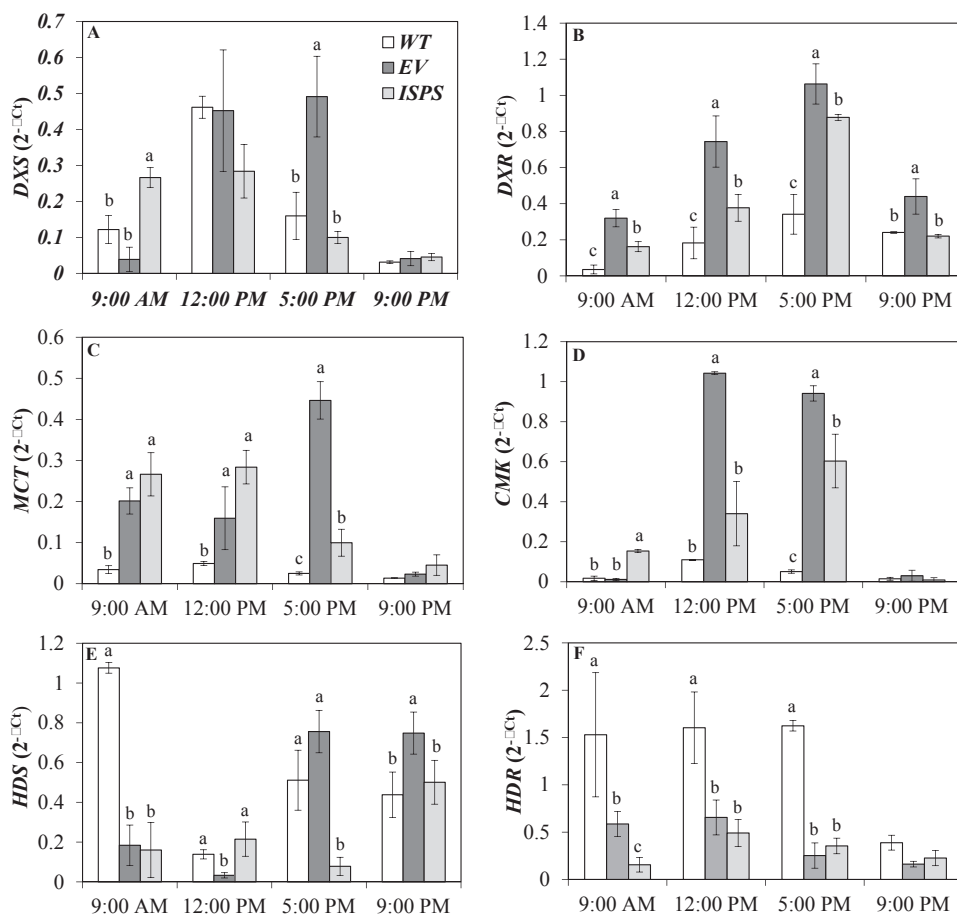 A
0.7
0.6
0.5
0.4
0.3
0.2
0.1
0
DXS (2-□Ct)
WT
EV
ISPS
b b a
a
b b
9:00 AM 12:00 PM 5:00 PM 9:00 PM
B
1.4
1.2
1
0.8
0.6
0.4
0.2
0
DXR (2-□Ct)
c a b
c a b
c a b
b a b
9:00 AM 12:00 PM 5:00 PM 9:00 PM
C
0.6
0.5
0.4
0.3
0.2
0.1
0
MCT (2-□Ct)
b a a
b a a
c a b
9:00 AM 12:00 PM 5:00 PM 9:00 PM
D
1.2
1
0.8
0.6
0.4
0.2
0
CMK (2-□Ct)
b b a
b a b
c a b
9:00 AM 12:00 PM 5:00 PM 9:00 PM
E
1.2
1
0.8
0.6
0.4
0.2
0
HDS (2-□Ct)
a b b
a b a
a a b
b a b
9:00 AM 12:00 PM 5:00 PM 9:00 PM
F
2.5
2
1.5
1
0.5
0
HDR (2-□Ct)
a b c
a b b
a b b
9:00 AM 12:00 PM 5:00 PM 9:00 PM